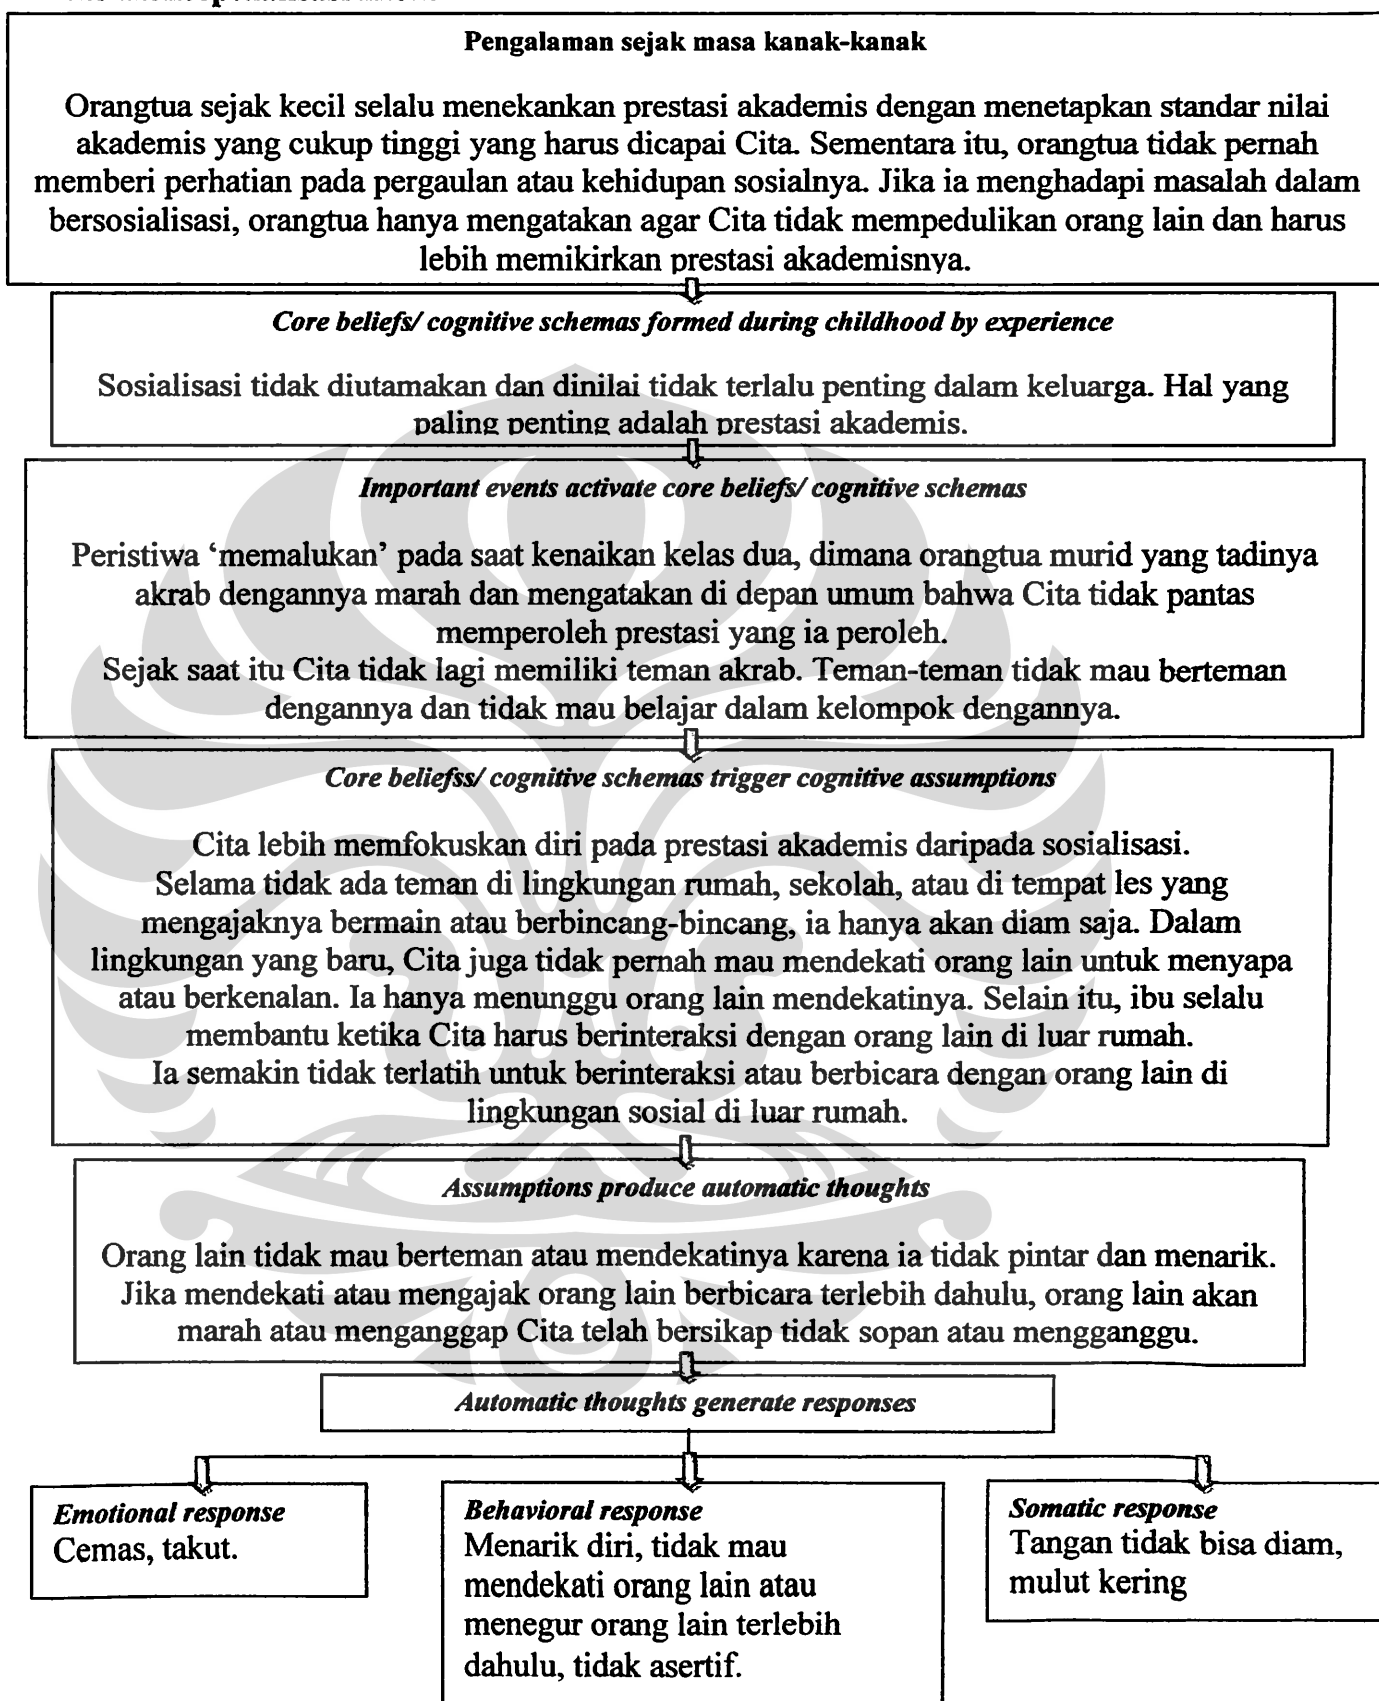 Pengalaman sejak masa kanak-kanak
Orangtua sejak kecil selalu menekankan prestasi akademis dengan menetapkan standar nilai
akademis yang cukup tinggi yang harus dicapai Cita. Sementara itu, orangtua tidak pernah
memberi perhatian pada pergaulan atau kehidupan sosialnya. Jika ia menghadapi masalah dalam
bersosialisasi, orangtua hanya mengatakan agar Cita tidak mempedulikan orang lain dan harus
lebih memikirkan prestasi akademisnya.
Core beliefs/ cognitive schemas formed during childhood by experience
Sosialisasi tidak diutamakan dan dinilai tidak terlalu penting dalam keluarga. Hal yang
paling penting adalah prestasi akademis.
Important events activate core beliefs/ cognitive schemas
Peristiwa ‘memalukan’ pada saat kenaikan kelas dua, dimana orangtua murid yang tadinya
akrab dengannya marah dan mengatakan di depan umum bahwa Cita tidak pantas
memperoleh prestasi yang ia peroleh.
Sejak saat itu Cita tidak lagi memiliki teman akrab. Teman-teman tidak mau berteman
dengannya dan tidak mau belajar dalam kelompok dengannya.
Core beliefss/ cognitive schemas trigger cognitive assumptions
Cita lebih memfokuskan diri pada prestasi akademis daripada sosialisasi.
Selama tidak ada teman di lingkungan rumah, sekolah, atau di tempat les yang
mengajaknya bermain atau berbincang-bincang, ia hanya akan diam saja. Dalam
lingkungan yang baru, Cita juga tidak pernah mau mendekati orang lain untuk menyapa
atau berkenalan. Ia hanya menunggu orang lain mendekatinya. Selain itu, ibu selalu
membantu ketika Cita harus berinteraksi dengan orang lain di luar rumah.
Ia semakin tidak terlatih untuk berinteraksi atau berbicara dengan orang lain di
lingkungan sosial di luar rumah.
Assumptions produce automatic thoughts
Orang lain tidak mau berteman atau mendekatinya karena ia tidak pintar dan menarik.
Jika mendekati atau mengajak orang lain berbicara terlebih dahulu, orang lain akan
marah atau menganggap Cita telah bersikap tidak sopan atau mengganggu.
Automatic thoughts generate responses
Emotional response
Cemas, takut.
Behavioral response
Menarik diri, tidak mau
mendekati orang lain atau
menegur orang lain terlebih
dahulu, tidak asertif.
Somatic response
Tangan tidak bisa diam,
mulut kering